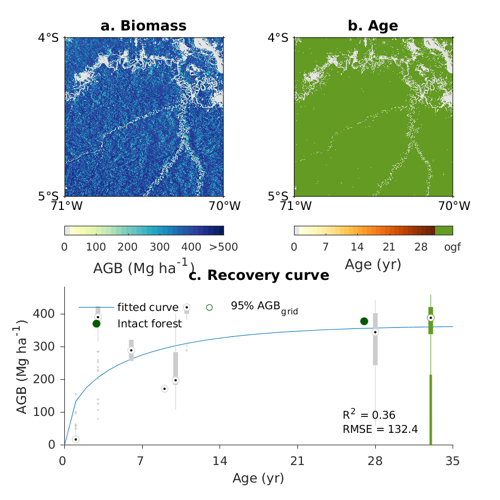 a. Biomass
b. Age
4°S
5°S
71°W
70°W
4°S
5°S
71°W
70°W
0 100 200 300 400 >500
AGB (Mg ha⁻¹)
0 7 14 21 28 ogf
Age (yr)
c. Recovery curve
fitted curve
95% AGB_grid
Intact forest
400
300
200
100
0
AGB (Mg ha⁻¹)
R² = 0.36
RMSE = 132.4
0 7 14 21 28 35
Age (yr)